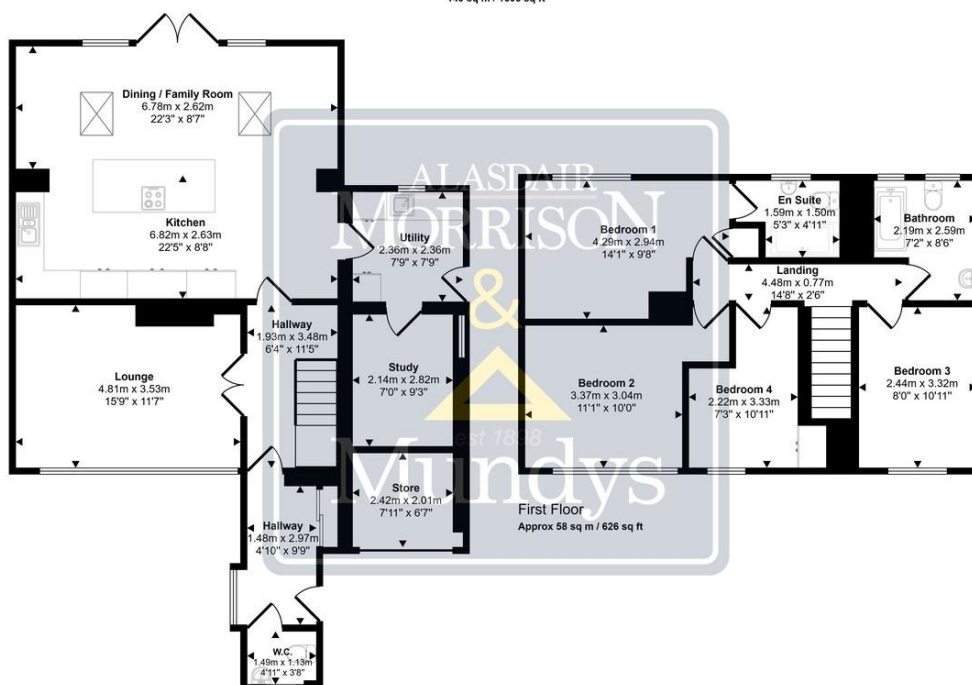 Dining / Family Room
6.78m x 2.62m
22'3" x 8'7"
Kitchen
6.82m x 2.63m
22'5" x 8'8"
Utility
2.36m x 2.36m
7'9" x 7'9"
Hallway
1.93m x 3.48m
6'4" x 11'5"
Lounge
4.81m x 3.53m
15'9" x 11'7"
Study
2.14m x 2.82m
7'0" x 9'3"
Store
2.42m x 2.01m
7'11" x 6'7"
Hallway
1.48m x 2.97m
4'10" x 9'9"
W.C.
1.49m x 1.13m
4'11" x 3'8"
Bedroom 1
4.29m x 2.94m
14'1" x 9'8"
En Suite
1.59m x 1.50m
5'3" x 4'11"
Bathroom
2.19m x 2.59m
7'2" x 8'6"
Landing
4.48m x 0.77m
14'8" x 2'6"
Bedroom 2
3.37m x 3.04m
11'1" x 10'0"
Bedroom 4
2.22m x 3.33m
7'3" x 10'11"
Bedroom 3
2.44m x 3.32m
8'0" x 10'11"
First Floor
Approx 58 sq m / 626 sq ft
ALASDAIR
MORRISON
&
est 1898
Mundys